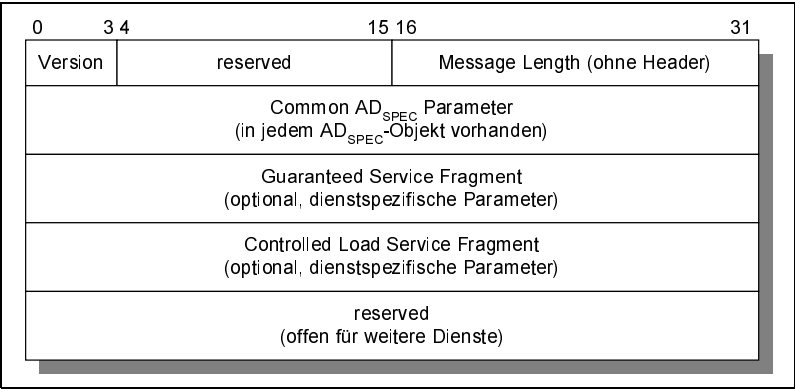 0 3 4 15 16 31
Version reserved Message Length (ohne Header)
Common ADSPEC Parameter
(in jedem ADSPEC-Objekt vorhanden)
Guaranteed Service Fragment
(optional, dienstspezifische Parameter)
Controlled Load Service Fragment
(optional, dienstspezifische Parameter)
reserved
(offen für weitere Dienste)